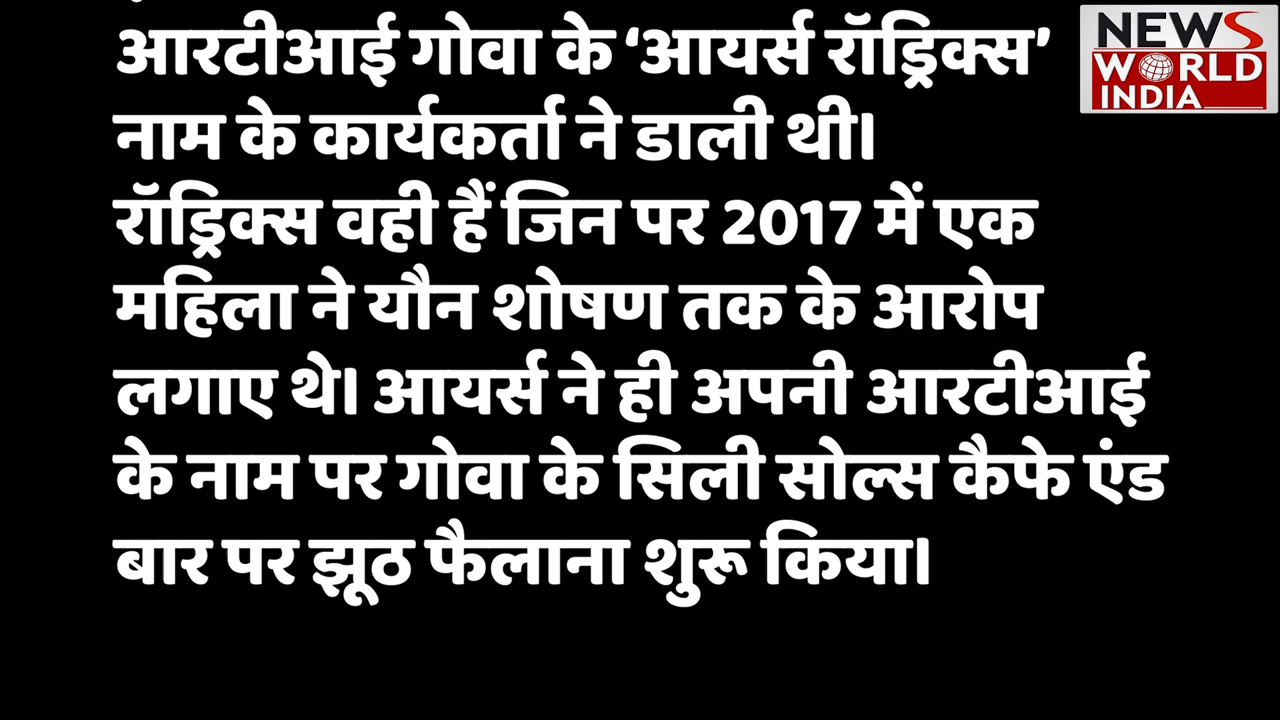 आरटीआई गोवा के ‘आयर्स रॉड्रिक्स’
नाम के कार्यकर्ता ने डाली थी।
रॉड्रिक्स वही हैं जिन पर 2017 में एक
महिला ने यौन शोषण तक के आरोप
लगाए थे। आयर्स ने ही अपनी आरटीआई
के नाम पर गोवा के सिली सोल्स कैफे एंड
बार पर झूठ फैलाना शुरू किया।
NEWS
WORLD
INDIA